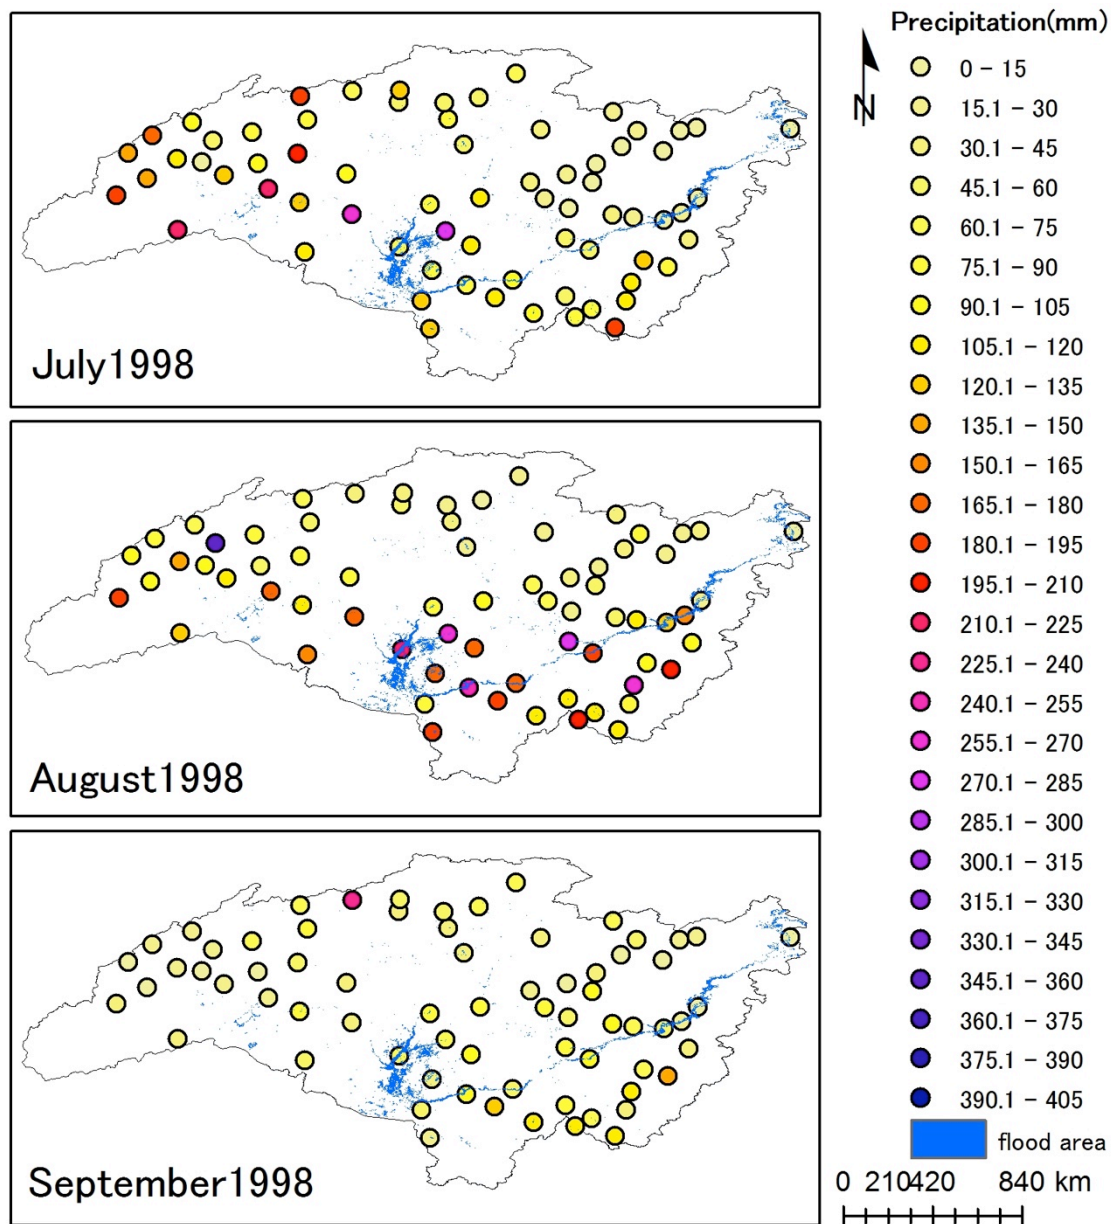 Precipitation(mm)
N
0 – 15
15.1 – 30
30.1 – 45
45.1 – 60
60.1 – 75
75.1 – 90
90.1 – 105
105.1 – 120
120.1 – 135
135.1 – 150
150.1 – 165
165.1 – 180
180.1 – 195
195.1 – 210
210.1 – 225
225.1 – 240
240.1 – 255
255.1 – 270
270.1 – 285
285.1 – 300
300.1 – 315
315.1 – 330
330.1 – 345
345.1 – 360
360.1 – 375
375.1 – 390
390.1 – 405
flood area
0 210420 840 km
July1998
August1998
September1998